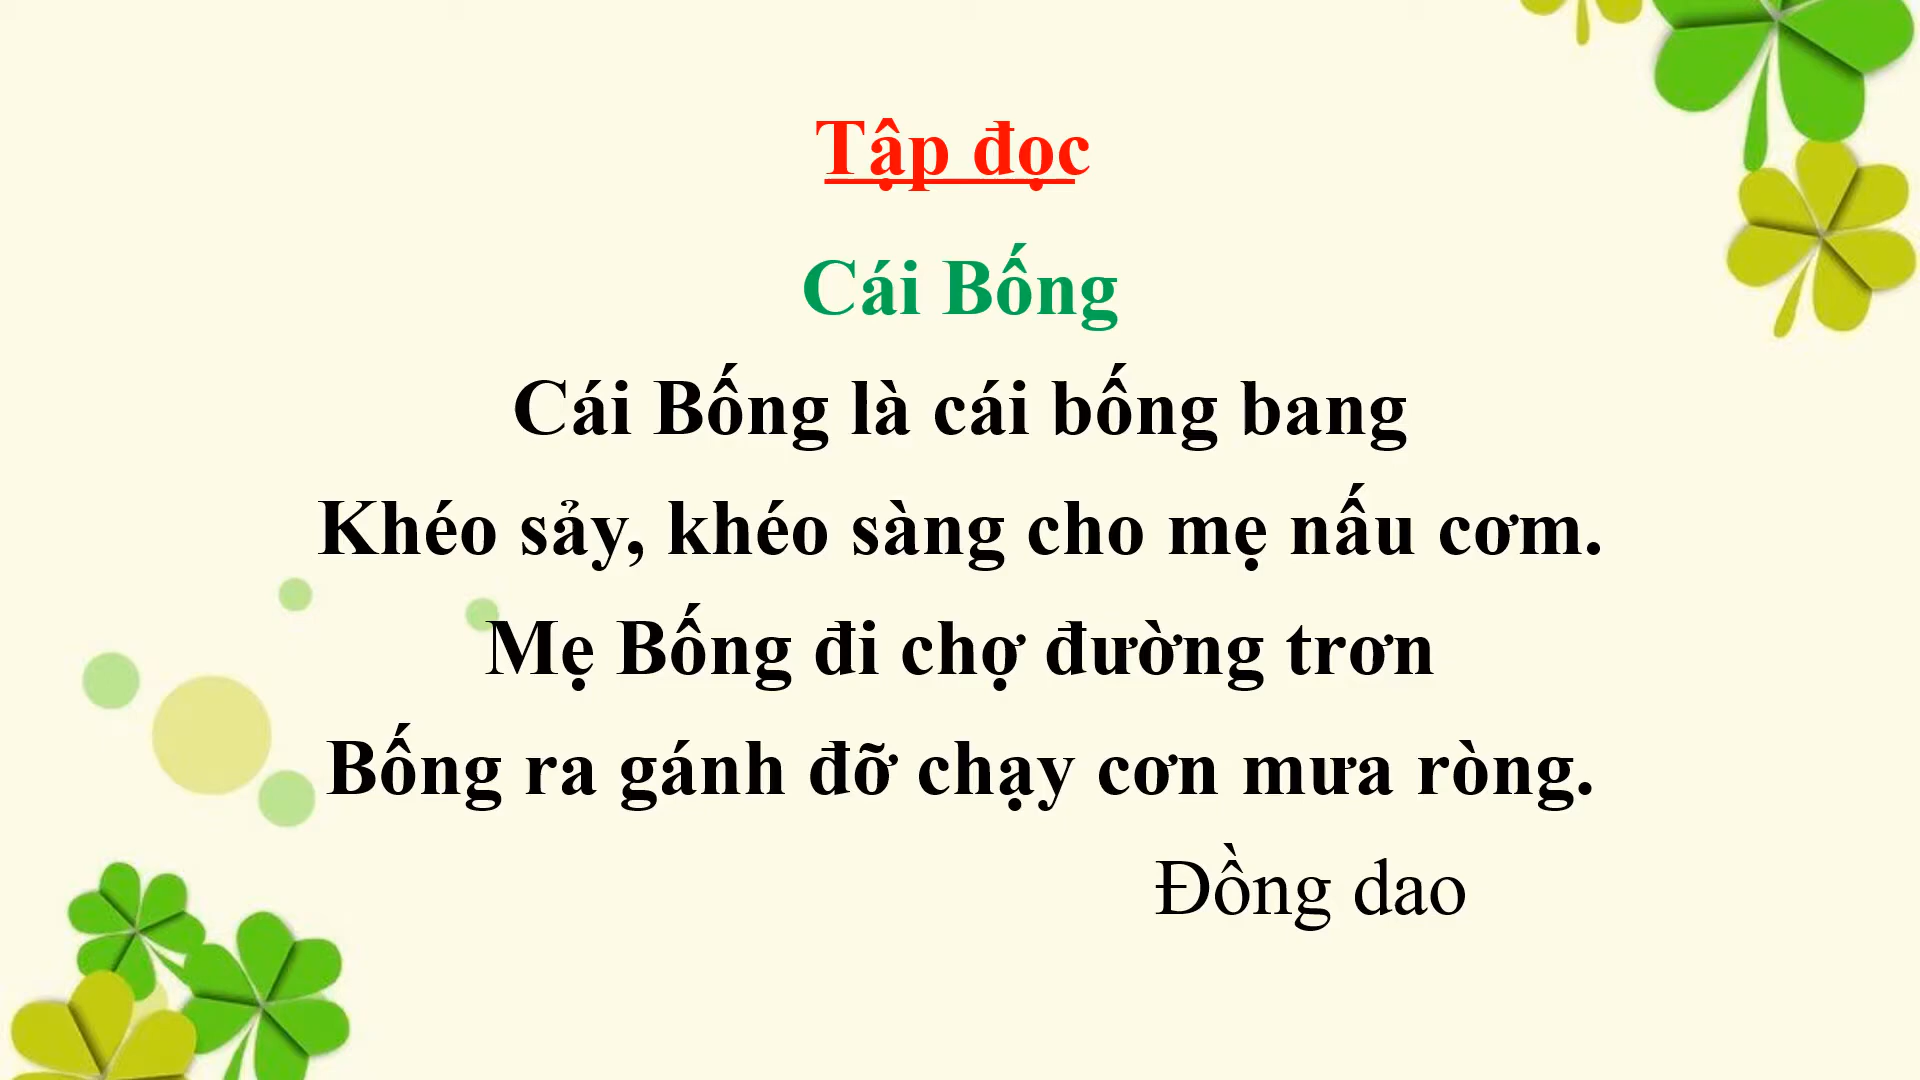 Tập đọc
Cái Bống
Cái Bống là cái bống bang
Khéo sảy, khéo sàng cho mẹ nấu cơm.
Mẹ Bống đi chợ đường trơn
Bống ra gánh đỡ chạy cơn mưa ròng.
Đồng dao